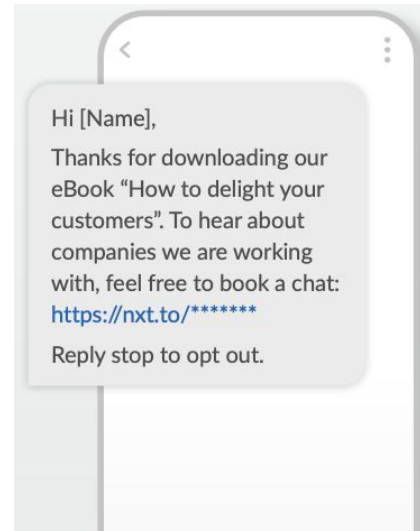 Hi [Name],
Thanks for downloading our
eBook “How to delight your
customers”. To hear about
companies we are working
with, feel free to book a chat:
https://nxt.to/*******
Reply stop to opt out.